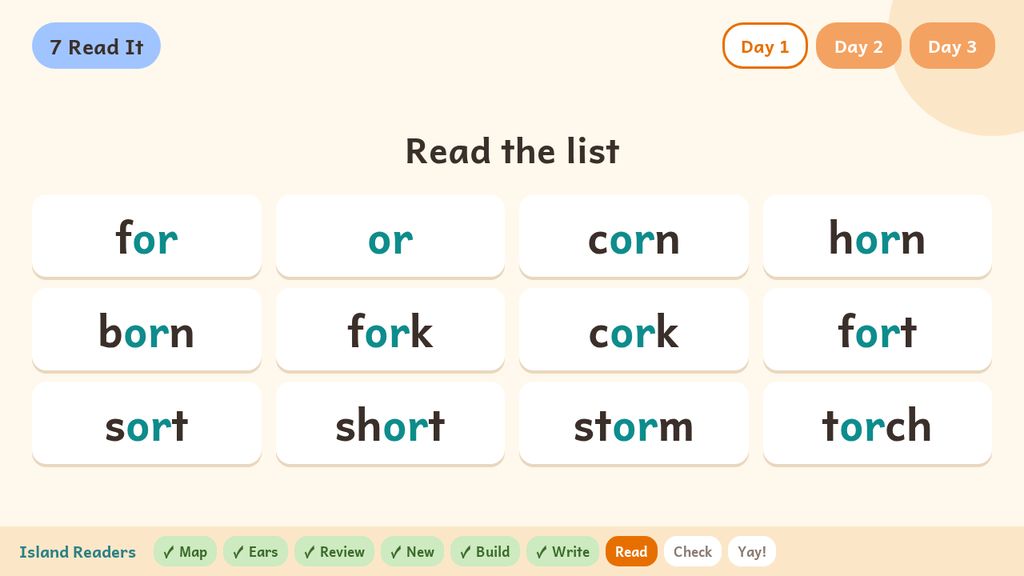 7 Read It
Day 1 Day 2 Day 3
Read the list
for or corn horn
born fork cork fort
sort short storm torch
Island Readers ✓ Map ✓ Ears ✓ Review ✓ New ✓ Build ✓ Write Read Check Yay!